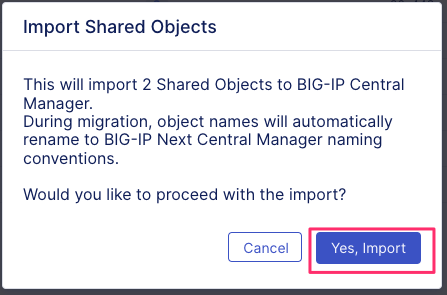 Import Shared Objects
This will import 2 Shared Objects to BIG-IP Central
Manager.
During migration, object names will automatically
rename to BIG-IP Next Central Manager naming
conventions.
Would you like to proceed with the import?
Cancel
Yes, Import